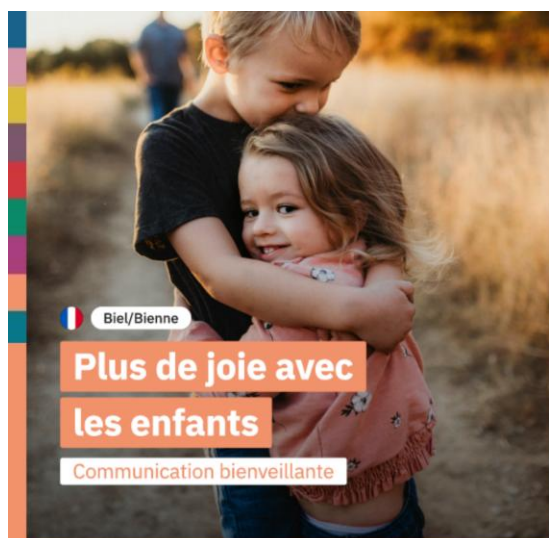 Biel/Bienne
Plus de joie avec
les enfants
Communication bienveillante